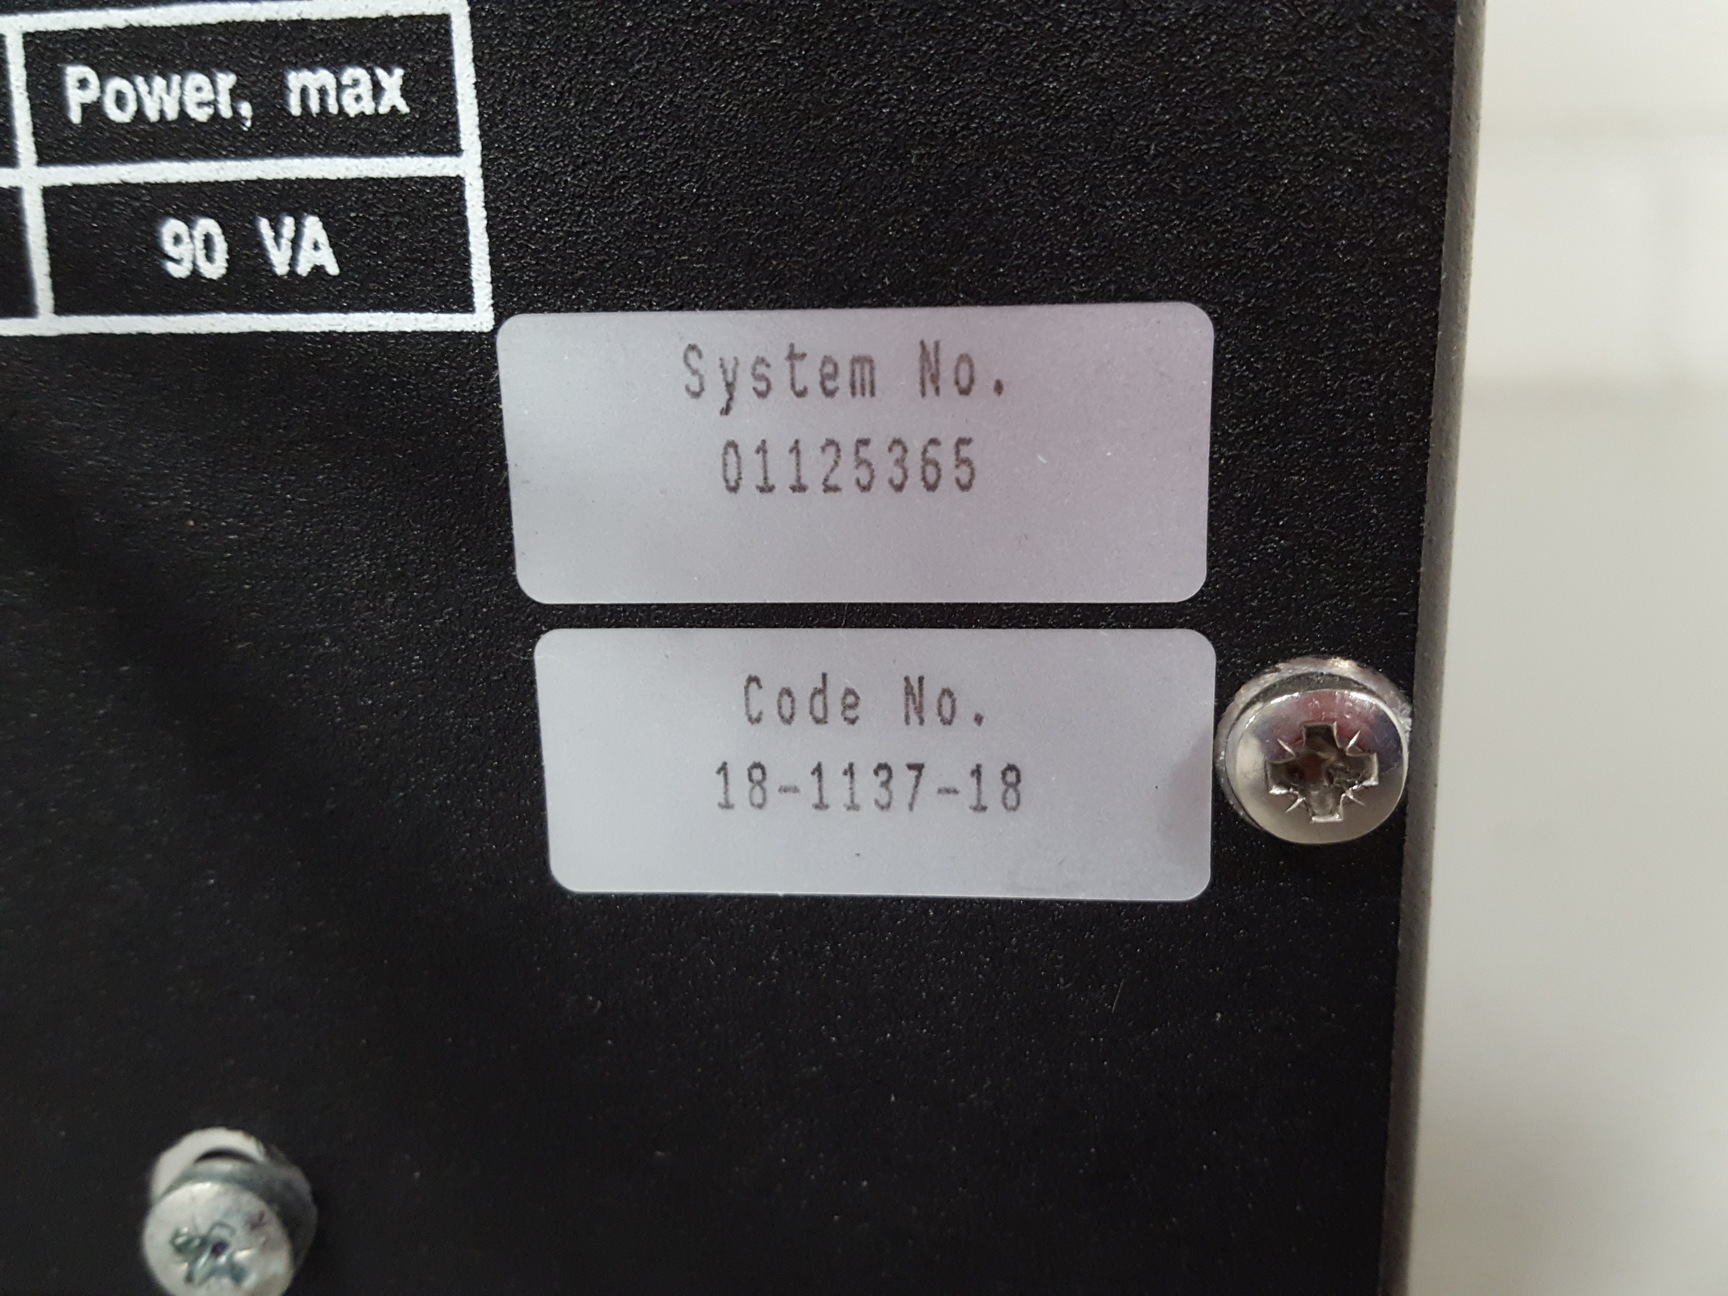 Power, max
90 VA
System No.
01125365
Code No.
18-1137-18